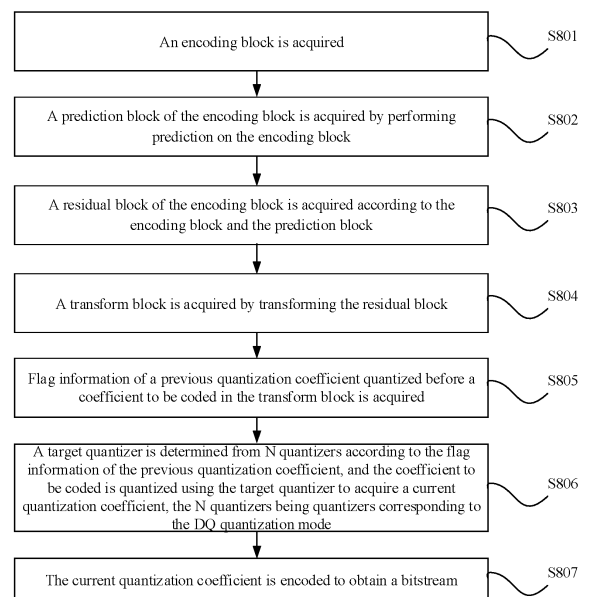 An encoding block is acquired
S801
A prediction block of the encoding block is acquired by performing
prediction on the encoding block
S802
A residual block of the encoding block is acquired according to the
encoding block and the prediction block
S803
A transform block is acquired by transforming the residual block
S804
Flag information of a previous quantization coefficient quantized before a
coefficient to be coded in the transform block is acquired
S805
A target quantizer is determined from N quantizers according to the flag
information of the previous quantization coefficient, and the coefficient to
be coded is quantized using the target quantizer to acquire a current
quantization coefficient, the N quantizers being quantizers corresponding to
the DQ quantization mode
S806
The current quantization coefficient is encoded to obtain a bitstream
S807